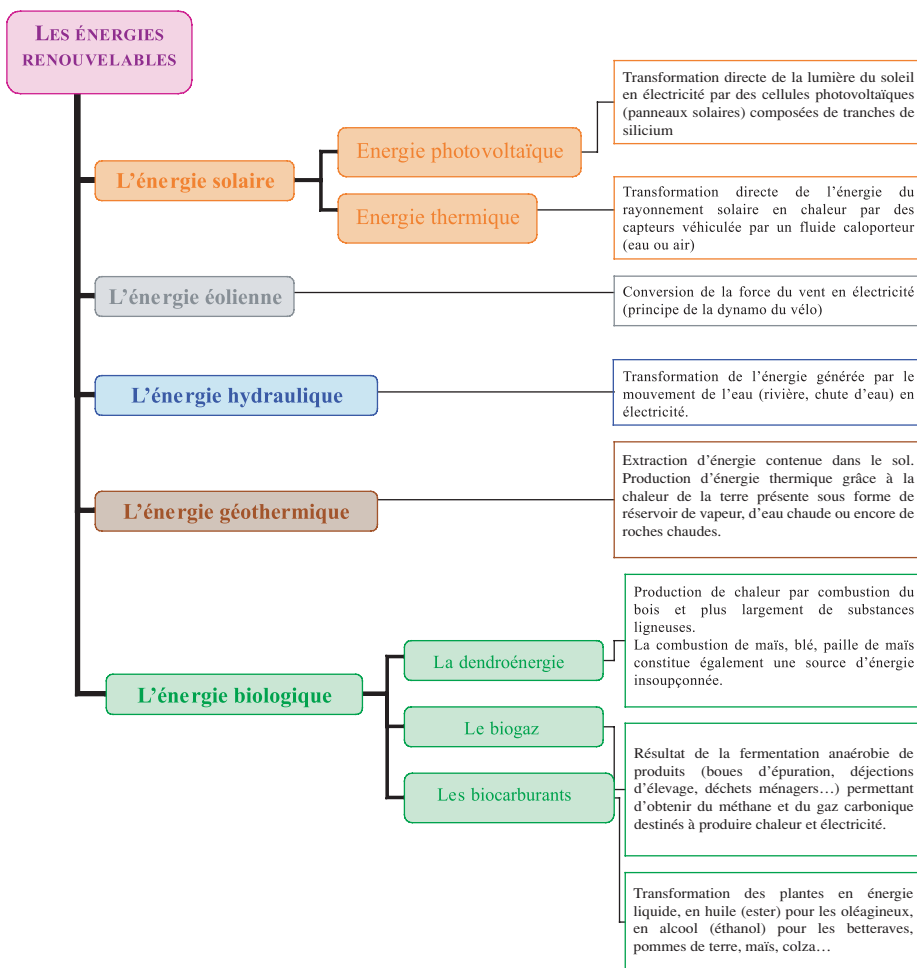 LES ÉNERGIES
RENOUVELABLES
L’énergie solaire
Energie photovoltaïque
Transformation directe de la lumière du soleil
en électricité par des cellules photovoltaïques
(panneaux solaires) composées de tranches de
silicium
Energie thermique
Transformation directe de l’énergie du
rayonnement solaire en chaleur par des
capteurs véhiculée par un fluide caloporteur
(eau ou air)
L’énergie éolienne
Conversion de la force du vent en électricité
(principe de la dynamo du vélo)
L’énergie hydraulique
Transformation de l’énergie générée par le
mouvement de l’eau (rivière, chute d’eau) en
électricité.
L’énergie géothermique
Extraction d’énergie contenue dans le sol.
Production d’énergie thermique grâce à la
chaleur de la terre présente sous forme de
réservoir de vapeur, d’eau chaude ou encore de
roches chaudes.
L’énergie biologique
La dendroénergie
Production de chaleur par combustion du
bois et plus largement de substances
ligneuses.
La combustion de maïs, blé, paille de maïs
constitue également une source d’énergie
insoupçonnée.
Le biogaz
Résultat de la fermentation anaérobie de
produits (boues d’épuration, déjections
d’élevage, déchets ménagers…) permettant
d’obtenir du méthane et du gaz carbonique
destinés à produire chaleur et électricité.
Les biocarburants
Transformation des plantes en énergie
liquide, en huile (ester) pour les oléagineux,
en alcool (éthanol) pour les betteraves,
pommes de terre, maïs, colza…